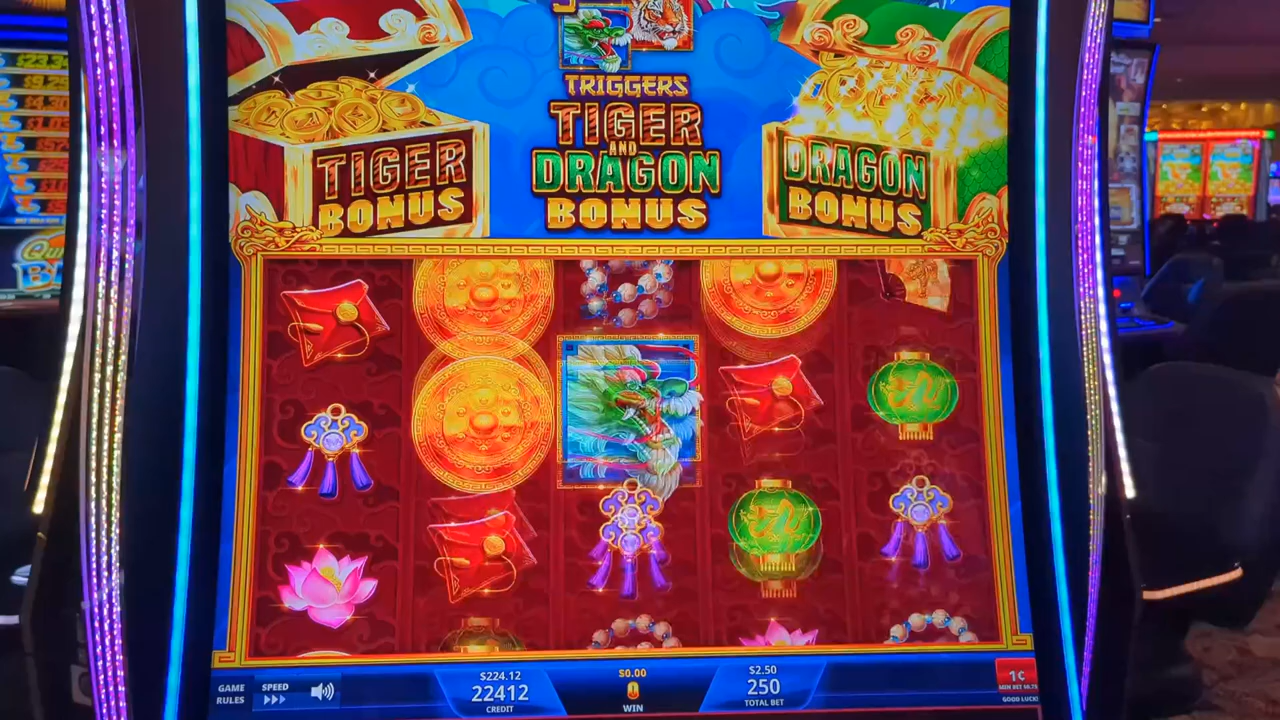 TRIGGERS
TIGER
AND
DRAGON
BONUS
TIGER
BONUS
DRAGON
BONUS
GAME
RULES
SPEED
$224.12
22412
CREDIT
$0.00
0
WIN
$2.50
250
TOTAL BET
1¢
GOOD LUCK!